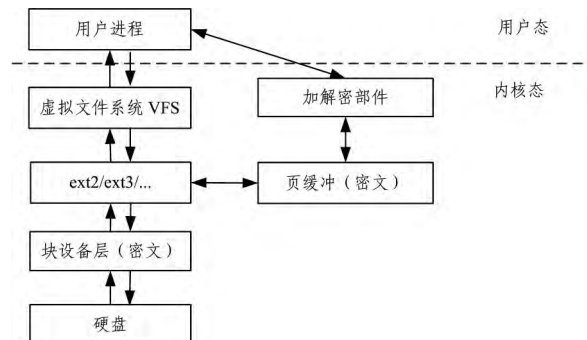 用户进程
用户态
内核态
虚拟文件系统 VFS
加解密部件
ext2/ext3/...
页缓冲（密文）
块设备层（密文）
硬盘